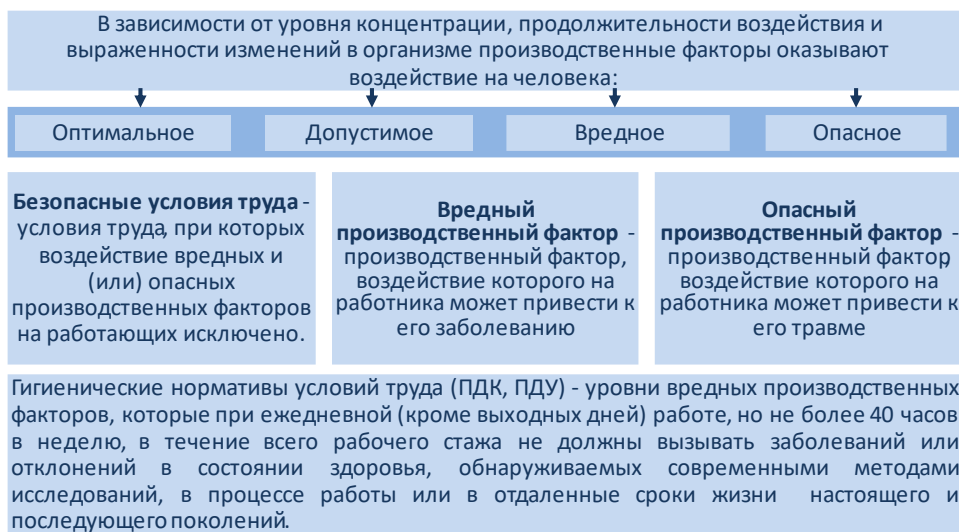 В зависимости от уровня концентрации, продолжительности воздействия и
выраженности изменений в организме производственные факторы оказывают
воздействие на человека:
Оптимальное
Допустимое
Вредное
Опасное
Безопасные условия труда -
условия труда, при которых
воздействие вредных и
(или) опасных
производственных факторов
на работающих исключено.
Вредный
производственный фактор -
производственный фактор,
воздействие которого на
работника может привести к
его заболеванию
Опасный
производственный фактор -
производственный фактор,
воздействие которого на
работника может привести к
его травме
Гигиенические нормативы условий труда (ПДК, ПДУ) - уровни вредных производственных
факторов, которые при ежедневной (кроме выходных дней) работе, но не более 40 часов
в неделю, в течение всего рабочего стажа не должны вызывать заболеваний или
отклонений в состоянии здоровья, обнаруживаемых современными методами
исследований, в процессе работы или в отдаленные сроки жизни настоящего и
последующего поколений.